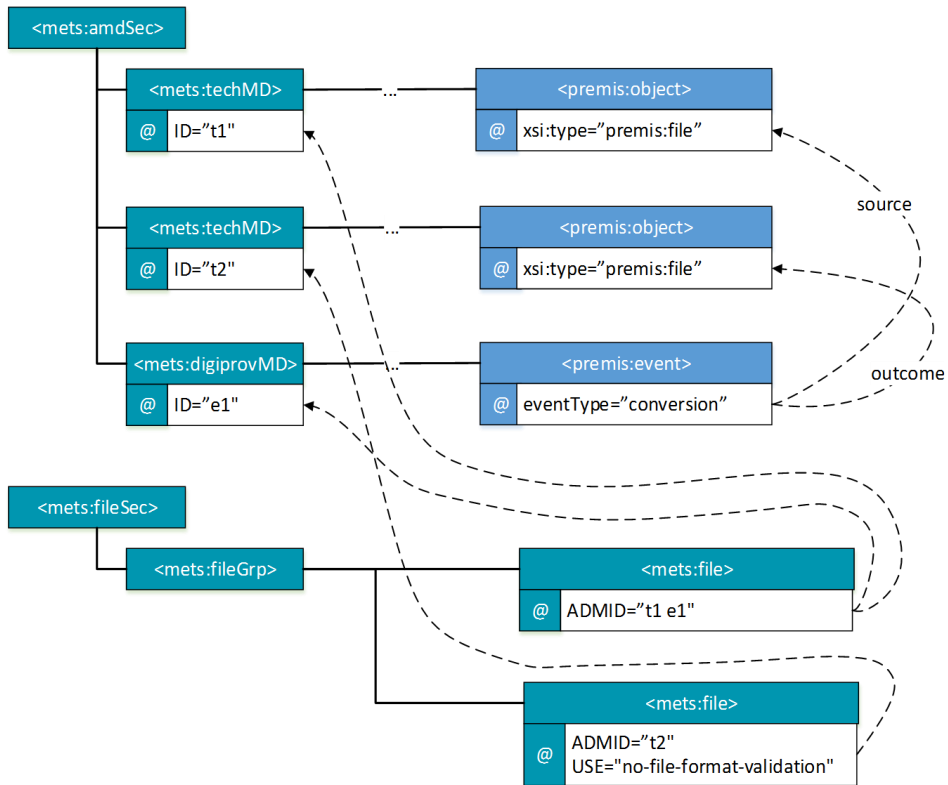 <mets:amdSec>
<mets:techMD>
...
<premis:object>
@
ID="t1"
@
xsi:type="premis:file"
source
<mets:techMD>
...
<premis:object>
@
ID="t2"
@
xsi:type="premis:file"
<mets:digiprovMD>
...
<premis:event>
outcome
@
ID="e1"
@
eventType="conversion"
<mets:fileSec>
<mets:fileGrp>
<mets:file>
@
ADMID="t1 e1"
<mets:file>
@
ADMID="t2"
USE="no-file-format-validation"